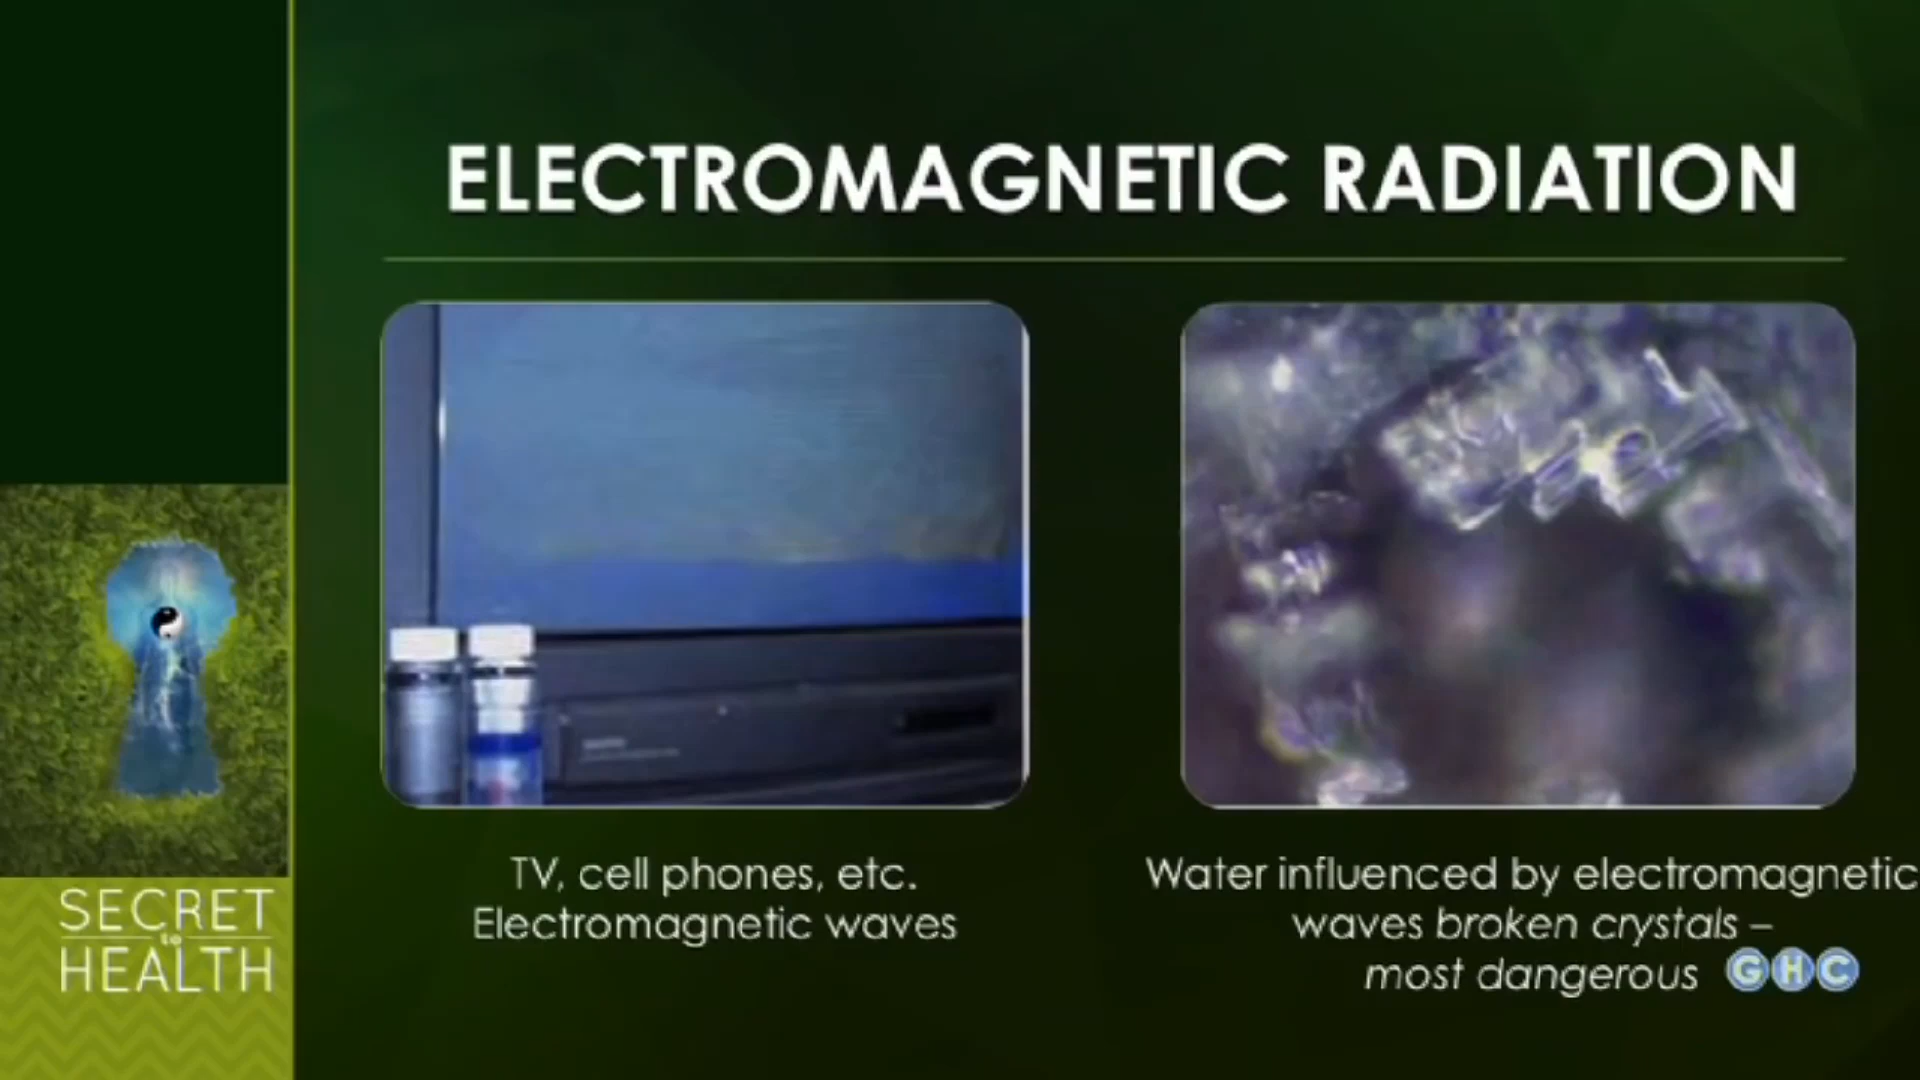 ELECTROMAGNETIC RADIATION
TV, cell phones, etc.
Electromagnetic waves
Water influenced by electromagnetic
waves broken crystals –
most dangerous
GHC
SECRET
to
HEALTH